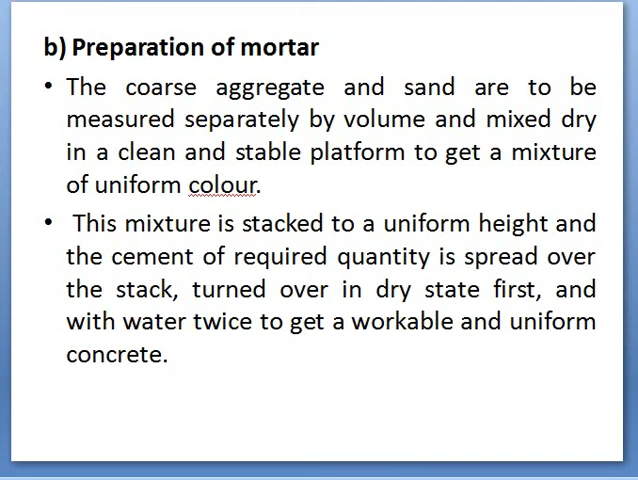 b) Preparation of mortar
• The coarse aggregate and sand are to be
measured separately by volume and mixed dry
in a clean and stable platform to get a mixture
of uniform colour.
• This mixture is stacked to a uniform height and
the cement of required quantity is spread over
the stack, turned over in dry state first, and
with water twice to get a workable and uniform
concrete.